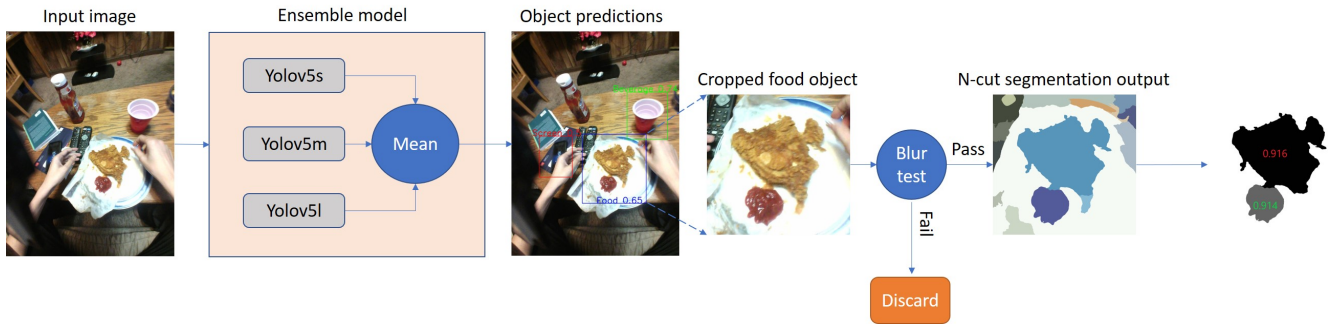 Input image
Ensemble model
Object predictions
Yolov5s
Yolov5m
Yolov5l
Mean
Food 0.65
Cropped food object
Blur
test
Pass
Fail
Discard
N-cut segmentation output
0.916
0.914